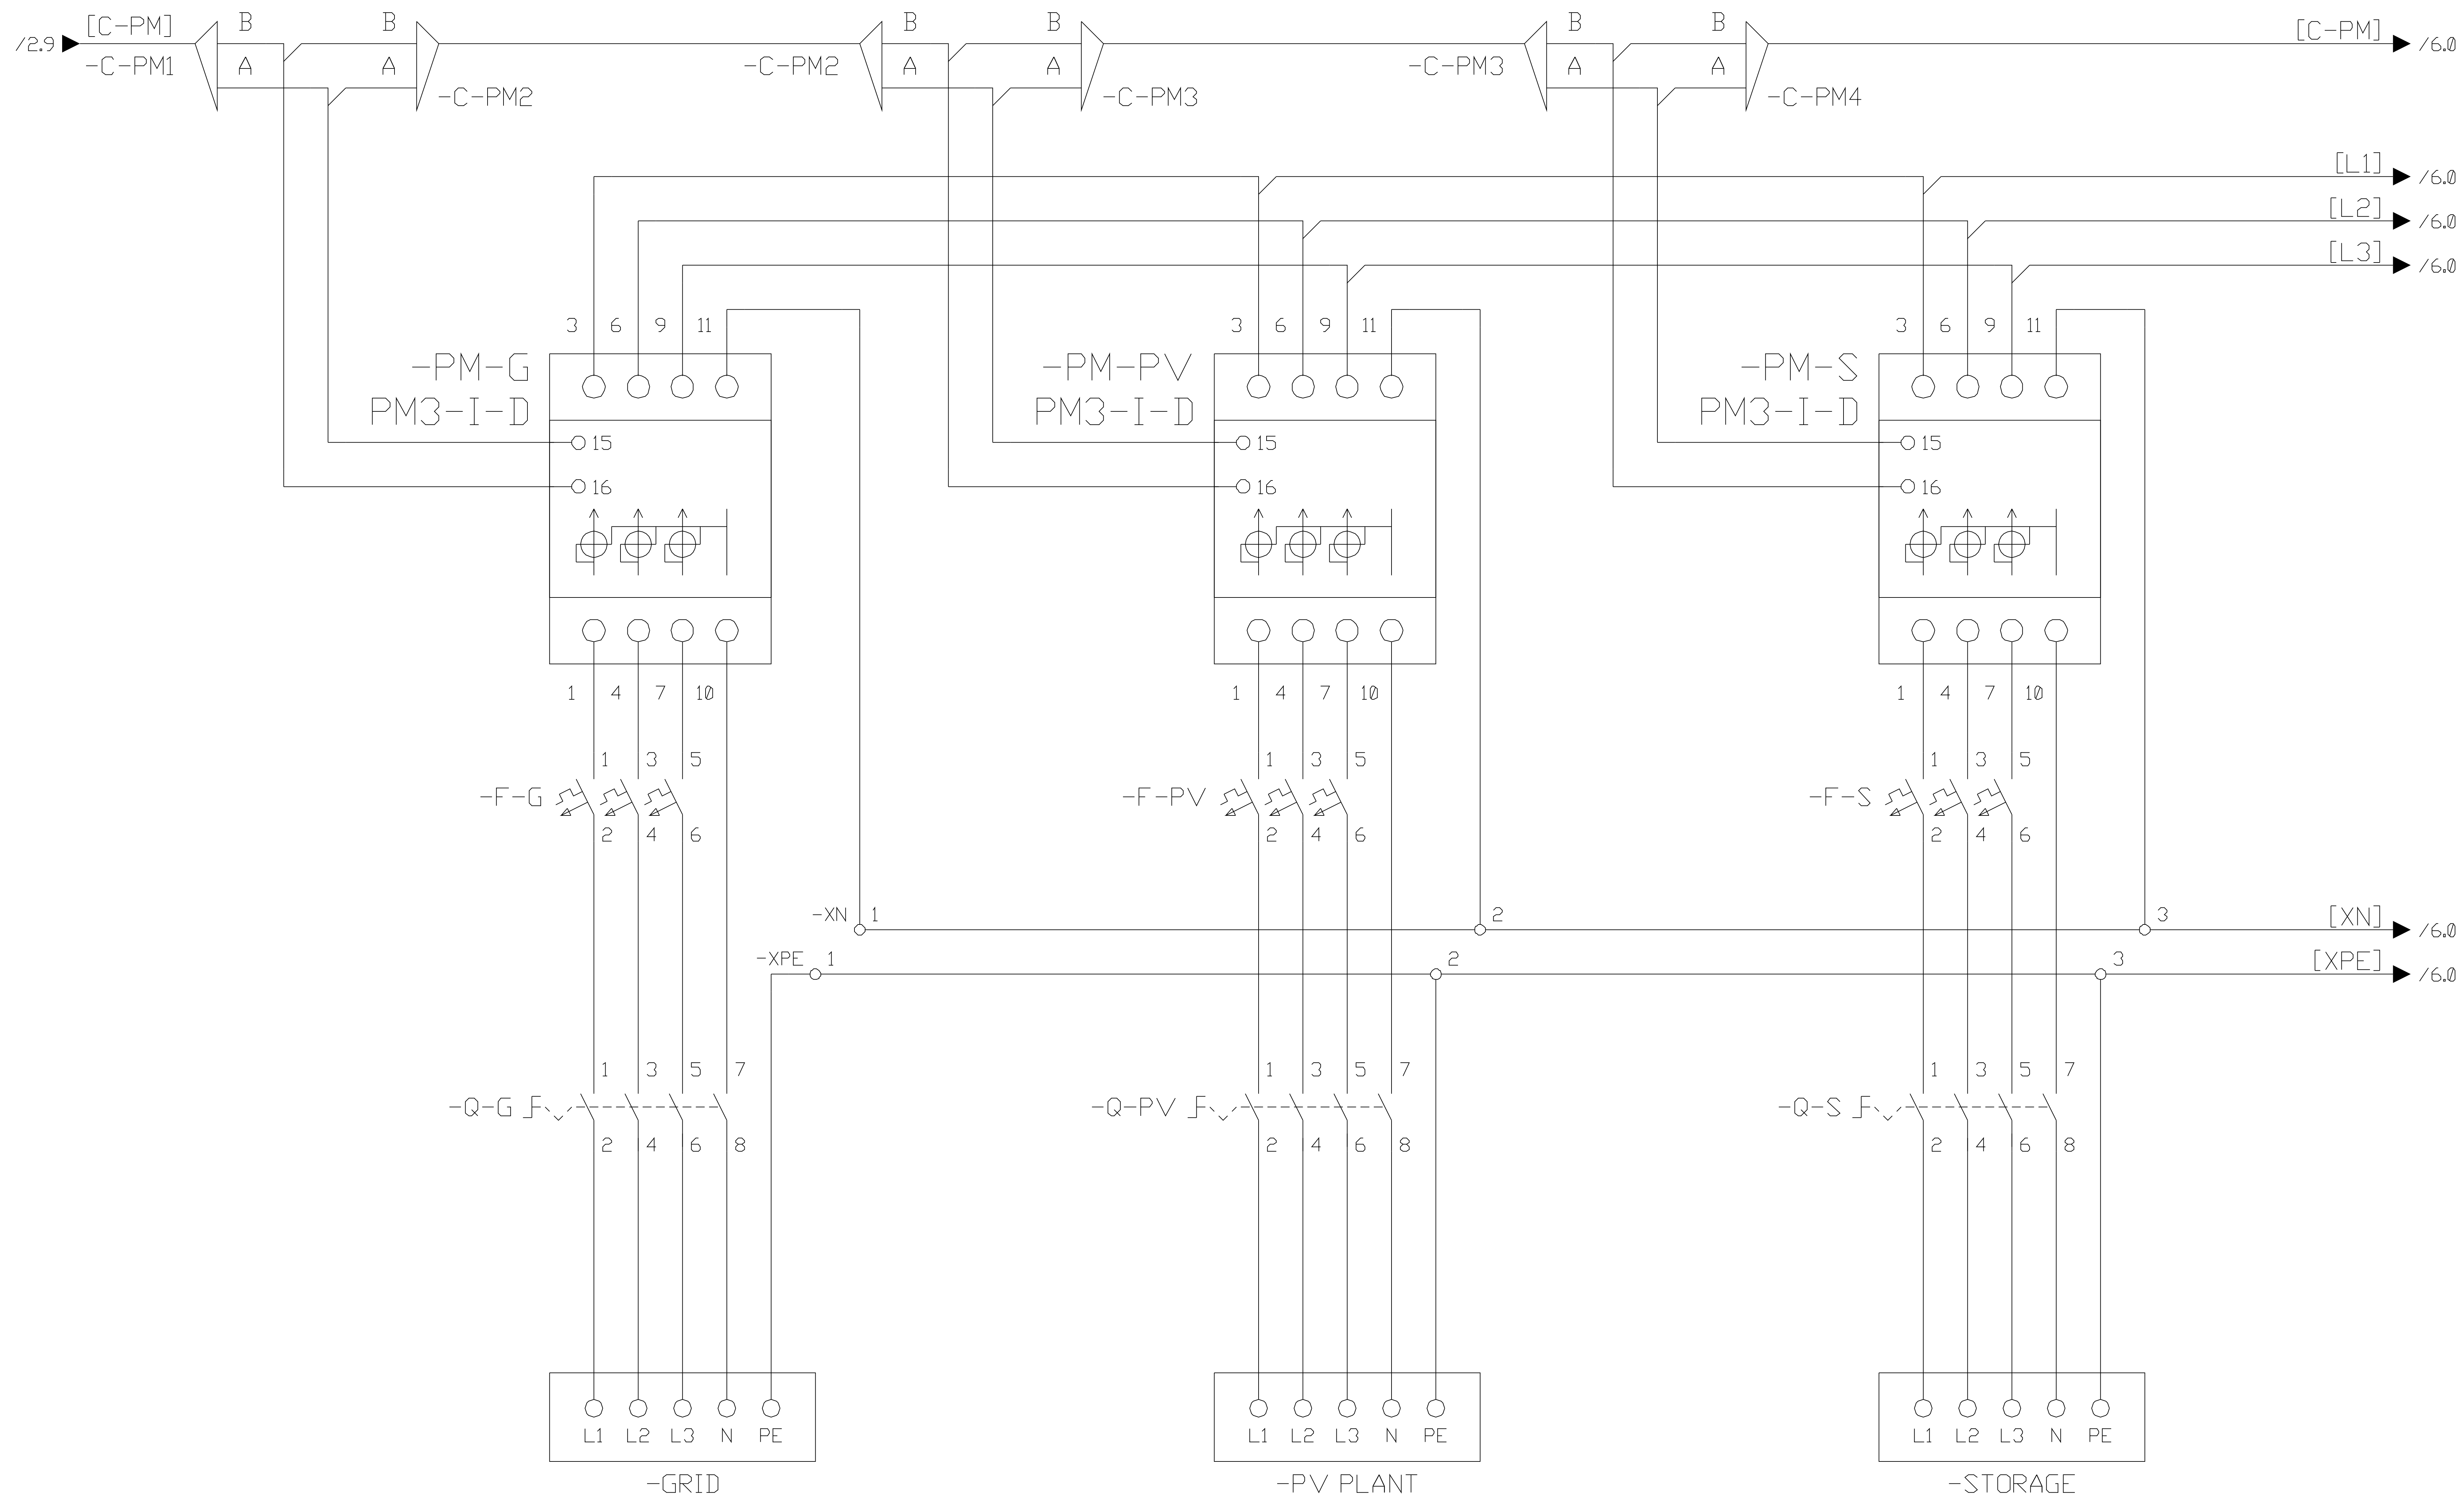 B B B B B B
/2.9 [C-PM] [C-PM] /6.0
-C-PM1 A A -C-PM2 A A -C-PM3 A A
-C-PM2 -C-PM3 -C-PM4
[L1] /6.0
[L2] /6.0
[L3] /6.0
3 6 9 11 3 6 9 11 3 6 9 11
-PM-G -PM-PV -PM-S
PM3-I-D PM3-I-D PM3-I-D
15 15 15
16 16 16
1 4 7 10 1 4 7 10 1 4 7 10
1 3 5 1 3 5 1 3 5
-F-G -F-PV -F-S
2 4 6 2 4 6 2 4 6
-XN 1 2 3 [XN] /6.0
-XPE 1 2 3 [XPE] /6.0
1 3 5 7 1 3 5 7 1 3 5 7
-Q-G -Q-PV -Q-S
2 4 6 8 2 4 6 8 2 4 6 8
L1 L2 L3 N PE L1 L2 L3 N PE L1 L2 L3 N PE
-GRID -PV PLANT -STORAGE